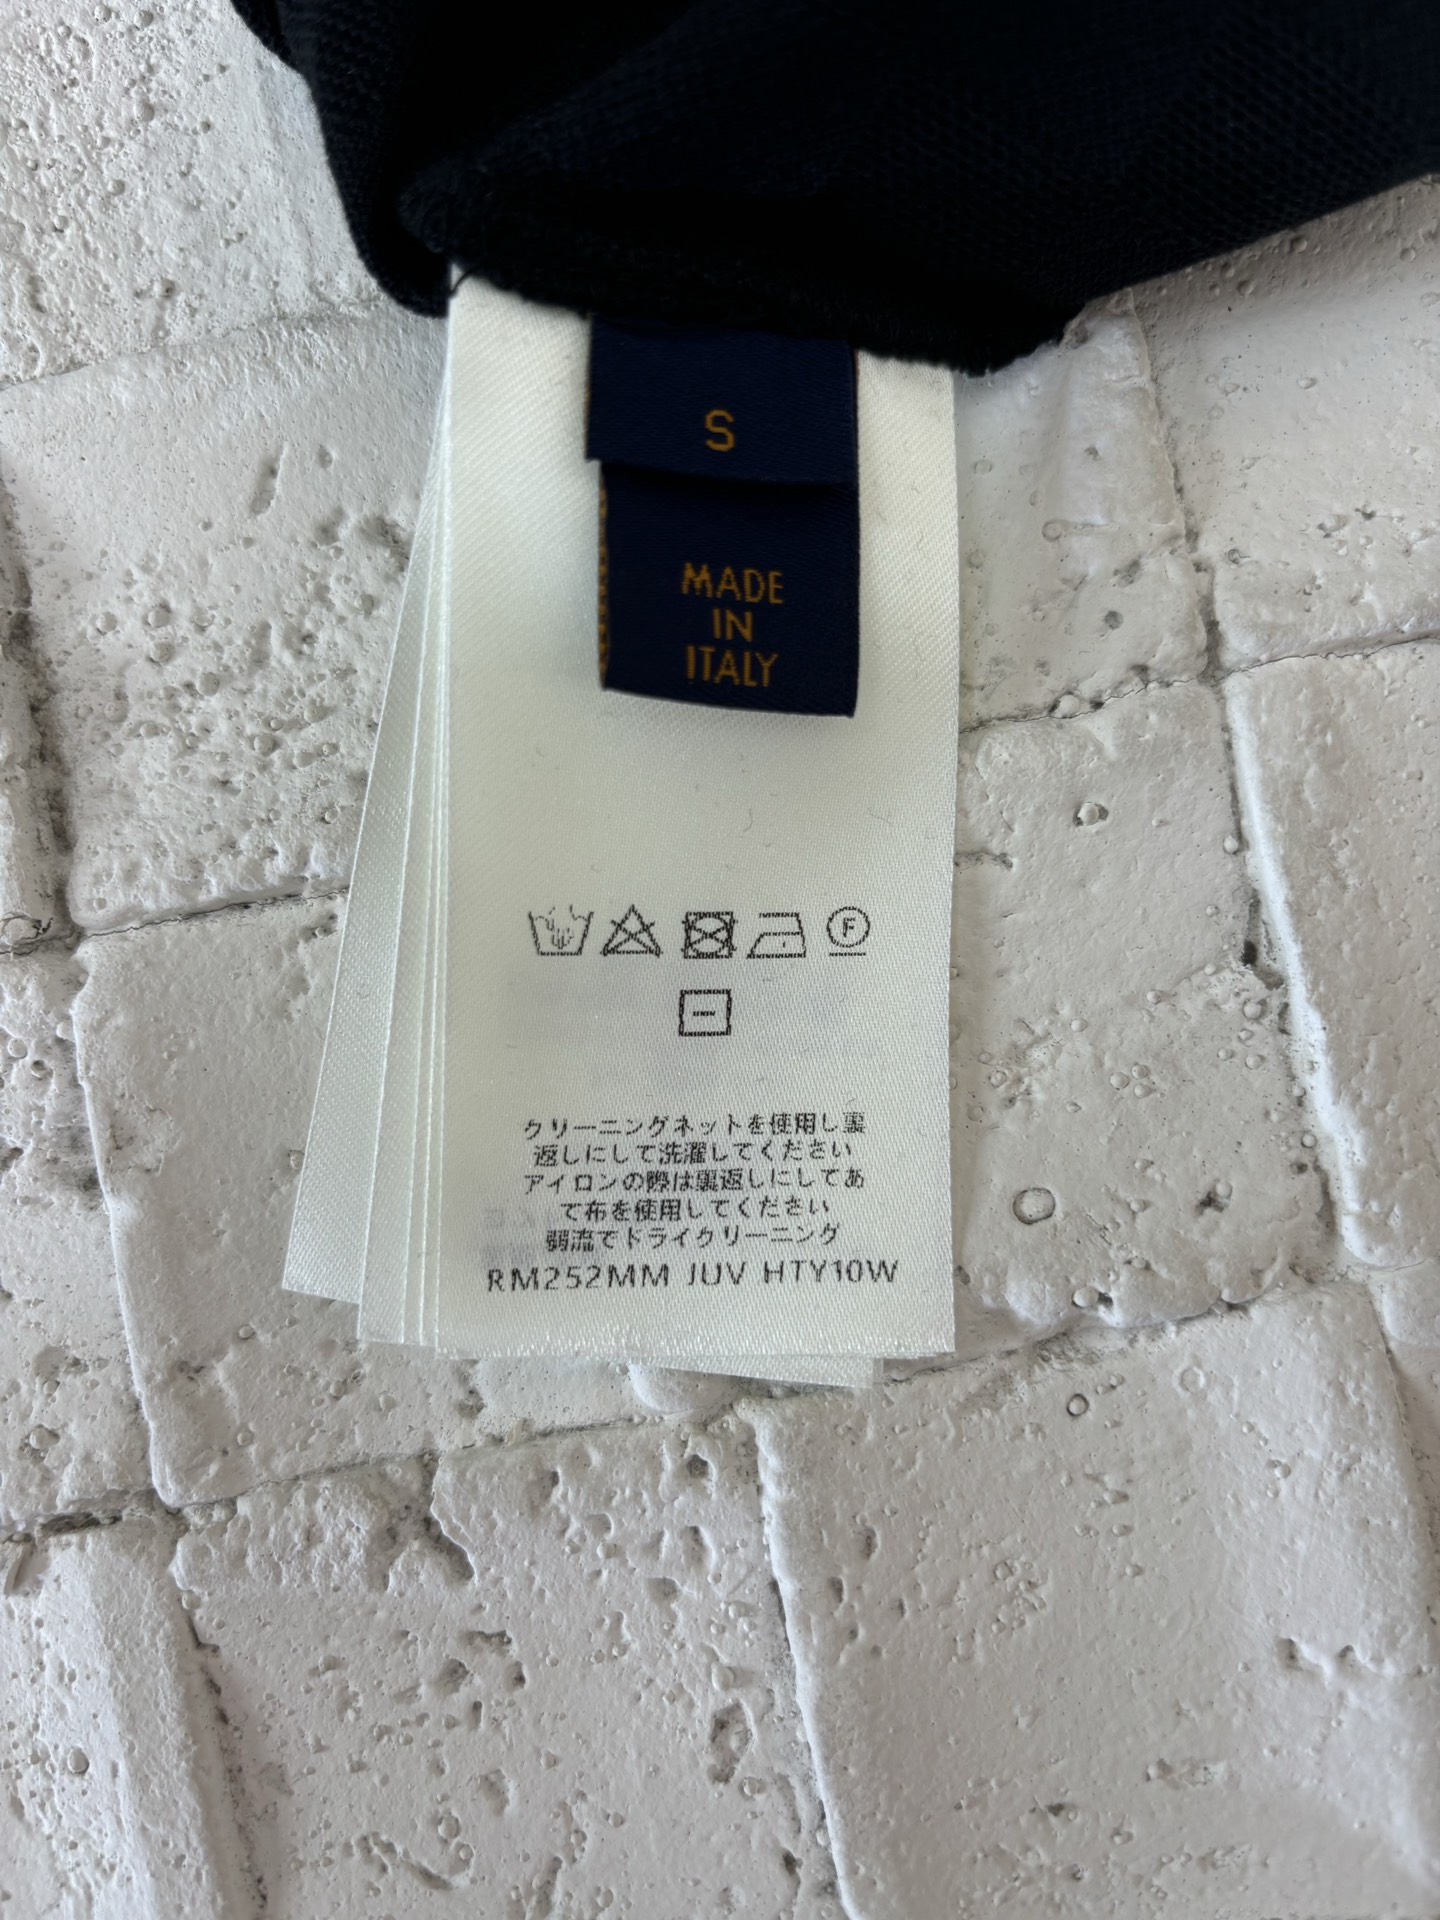 S
MADE
IN
ITALY
F
クリーニングネットを使用し裏
返しにして洗濯してください
アイロンの際は裏返しにしてあ
て布を使用してください
弱流でドライクリーニング
RM252MM JUV HTY10W